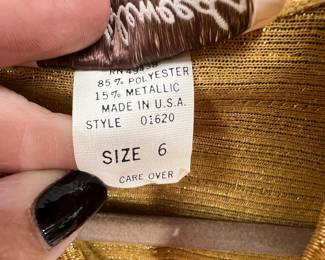 85% POLYESTER
15% METALLIC
MADE IN U.S.A.
STYLE 01620
SIZE 6
CARE OVER